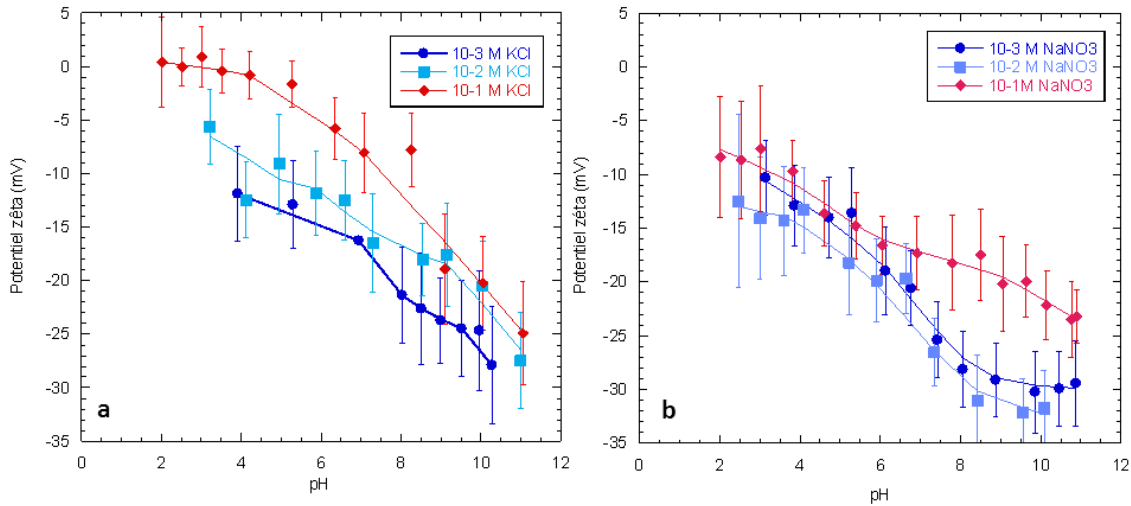 5
0
-5
-10
-15
-20
-25
-30
-35
0 2 4 6 8 10 12
pH
Potentiel zêta (mV)
10-3 M KCl
10-2 M KCl
10-1 M KCl
a
5
0
-5
-10
-15
-20
-25
-30
-35
0 2 4 6 8 10 12
pH
Potentiel zéta (mV)
10-3 M NaNO3
10-2 M NaNO3
10-1M NaNO3
b